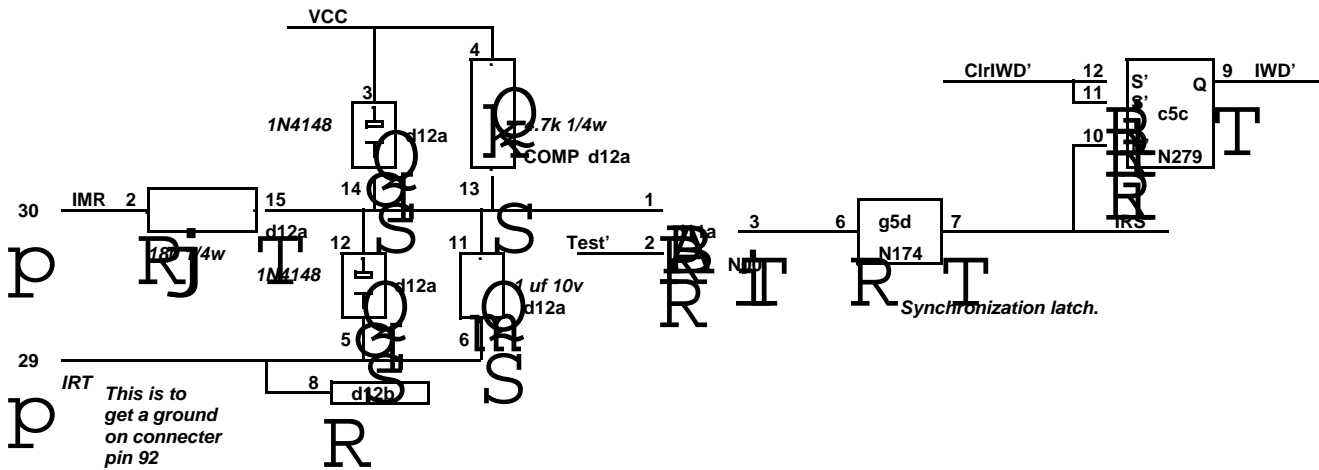 VCC
4
3
1N4148
d12a
4.7k 1/4w
COMP d12a
ClrIWD'
12
11
10
S'
S'
Q
c5c
N279
9
IWD'
30
IMR
2
15
d12a
14
13
1
3
6
g5d
N174
7
IRS
Test'
2
12
1N4148
d12a
11
1 uf 10v
d12a
Synchronization latch.
29
5
6
IRT
8
d12b
This is to
get a ground
on connecter
pin 92
p
R
J
T
Q
S
Q
S
R
T
R
T
R
T
p
Q
S
Q
S
R